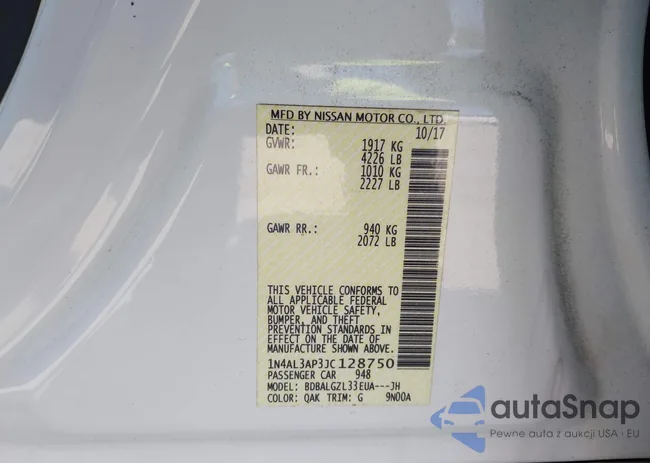 MFD BY NISSAN MOTOR CO., LTD.
DATE: 10/17
GVWR: 1917 KG
4226 LB
GAWR FR.: 1010 KG
2227 LB
GAWR RR.: 940 KG
2072 LB
THIS VEHICLE CONFORMS TO
ALL APPLICABLE FEDERAL
MOTOR VEHICLE SAFETY,
BUMPER, AND THEFT
PREVENTION STANDARDS IN
EFFECT ON THE DATE OF
MANUFACTURE SHOWN ABOVE.
1N4AL3AP3JC128750
PASSENGER CAR 948
MODEL: BDBALGZL33EUA---JH
COLOR: QAK TRIM: G 9N00A
autoSnap
Pewne auto z aukcji USA i EU